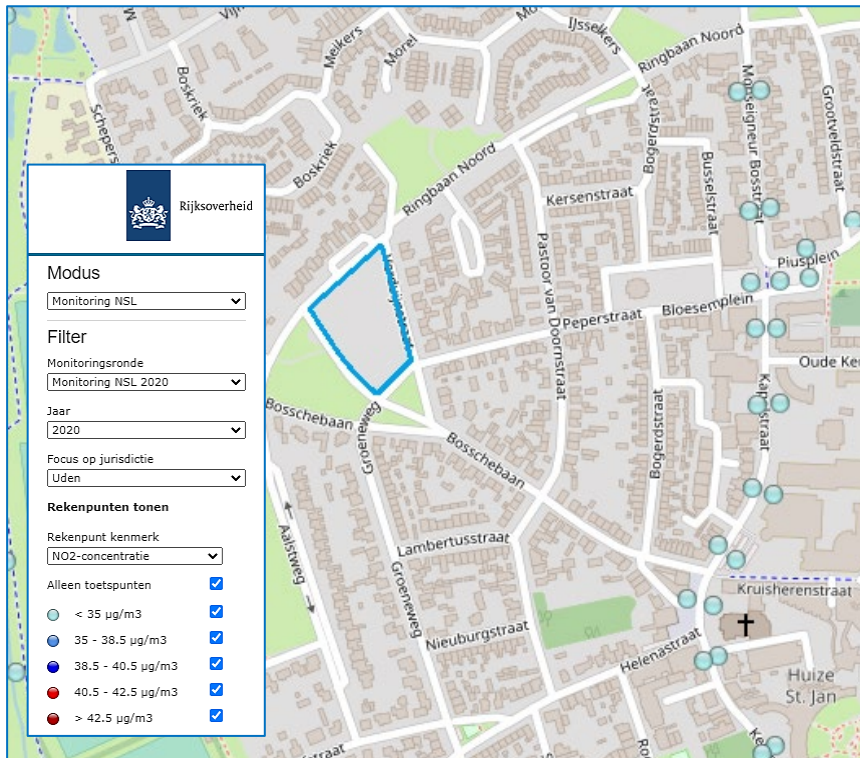 Rijksoverheid
Modus
Monitoring NSL
Filter
Monitoringsronde
Monitoring NSL 2020
Jaar
2020
Focus op jurisdictie
Uden
Rekenpunten tonen
Rekenpunt kenmerk
NO2-concentratie
Alleen toetspunten
< 35 µg/m3
35 - 38.5 µg/m3
38.5 - 40.5 µg/m3
40.5 - 42.5 µg/m3
> 42.5 µg/m3
Meikers
Morel
Mo
IJsselkers
Ringbaan Noord
Boskriek
Schepers
Boskriek
Ringbaan Noord
Bogerdstraat
Monseigneur Bosstraat
Grootveldstraat
Busselstraat
Kersenstraat
Pastoor van Doornstraat
Piusplein
Bloesemplein
Peperstraat
Oude Ke
Kapelstraat
Bogerdstraat
Bosschebaan
Groeneweg
Bosschebaan
Aalstweg
Lambertusstraat
Groeneweg
Nieuburgstraat
Kruisherenstraat
Helenastraat
Huize
St. Jan
straat